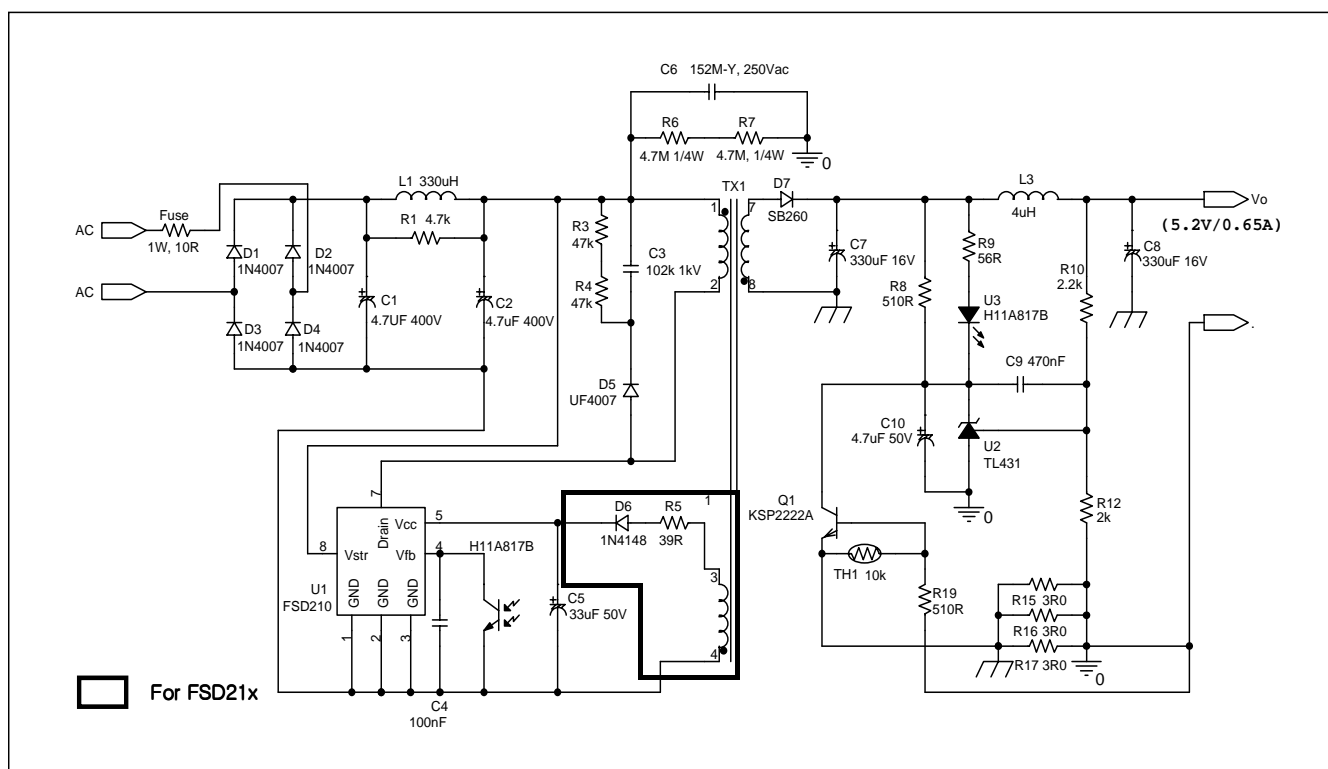 C6 152M-Y, 250Vac
R6 R7
4.7M 1/4W 4.7M, 1/4W
0
L1 330uH
TX1
D7
SB260
L3
4uH
Fuse
1W, 10R
AC
R1 4.7k
1
7
Vo
(5.2V/0.65A)
D1
1N4007
D2
1N4007
R3
47k
C3
102k 1kV
C7
330uF 16V
R9
56R
C8
330uF 16V
R10
2.2k
AC
R4
47k
2
8
R8
510R
U3
H11A817B
C1
4.7UF 400V
C2
4.7uF 400V
D3
1N4007
D4
1N4007
.
C9 470nF
D5
UF4007
C10
4.7uF 50V
U2
TL431
7
1
Q1
KSP2222A
0
R12
2k
D6
1N4148
R5
39R
Drain
Vcc
5
8
Vstr
Vfb
4
H11A817B
TH1 10k
3
U1
FSD210
GND
GND
GND
C5
33uF 50V
R19
510R
R15 3R0
R16 3R0
R17 3R0
1
2
3
4
0
C4
100nF
For FSD21x